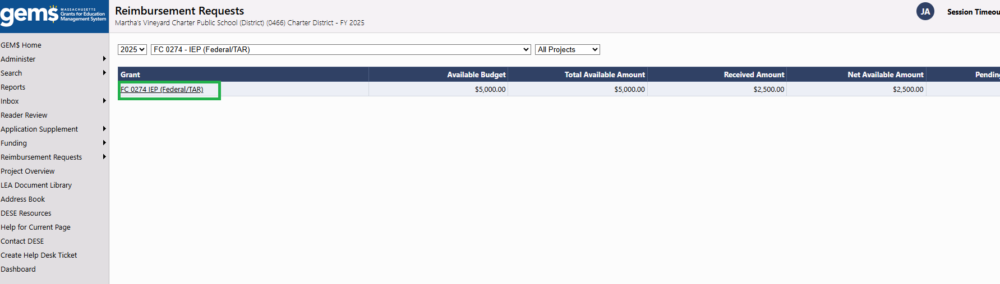 gem$ MASSACHUSETTS
Grants for Education
Management System
Reimbursement Requests
Martha's Vineyard Charter Public School (District) (0466) Charter District - FY 2025
JA Session Timeou
GEM$ Home
Administer
Search
Reports
Inbox
Reader Review
Application Supplement
Funding
Reimbursement Requests
Project Overview
LEA Document Library
Address Book
DESE Resources
Help for Current Page
Contact DESE
Create Help Desk Ticket
Dashboard
2025 FC 0274 - IEP (Federal/TAR) All Projects
Grant Available Budget Total Available Amount Received Amount Net Available Amount Pending
FC 0274 IEP (Federal/TAR) $5,000.00 $5,000.00 $2,500.00 $2,500.00